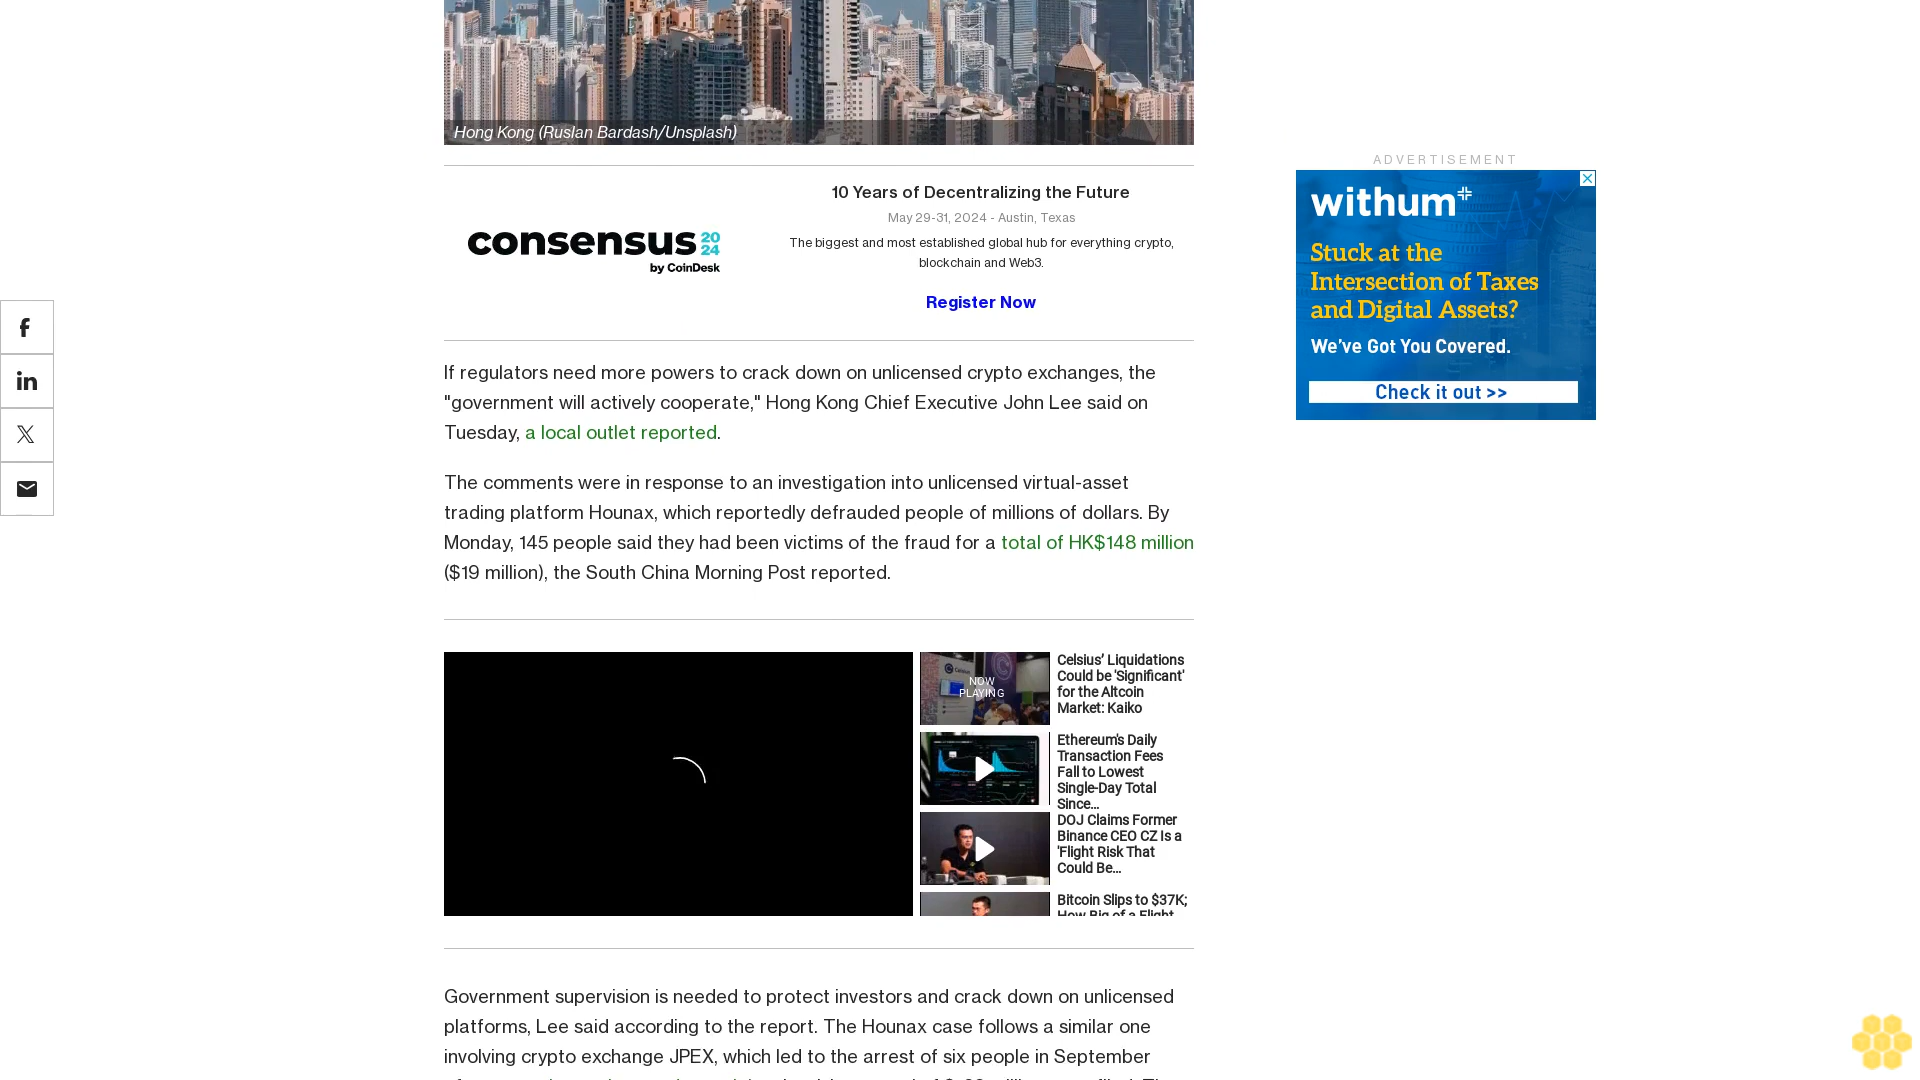 Hong Kong (Ruslan Bardash/Unsplash)
10 Years of Decentralizing the Future
May 29-31, 2024 - Austin, Texas
The biggest and most established global hub for everything crypto,
blockchain and Web3.
Register Now
consensus 2024
by CoinDesk
ADVERTISEMENT
withum
Stuck at the
Intersection of Taxes
and Digital Assets?
We've Got You Covered.
Check it out >>
If regulators need more powers to crack down on unlicensed crypto exchanges, the
"government will actively cooperate," Hong Kong Chief Executive John Lee said on
Tuesday, a local outlet reported.
The comments were in response to an investigation into unlicensed virtual-asset
trading platform Hounax, which reportedly defrauded people of millions of dollars. By
Monday, 145 people said they had been victims of the fraud for a total of HK$148 million
($19 million), the South China Morning Post reported.
NOW
PLAYING
Celsius' Liquidations
Could be 'Significant'
for the Altcoin
Market: Kaiko
Ethereum's Daily
Transaction Fees
Fall to Lowest
Single-Day Total
Since...
DOJ Claims Former
Binance CEO CZ Is a
'Flight Risk That
Could Be...
Bitcoin Slips to $37K;
How Big of a Flight
Government supervision is needed to protect investors and crack down on unlicensed
platforms, Lee said according to the report. The Hounax case follows a similar one
involving crypto exchange JPEX, which led to the arrest of six people in September